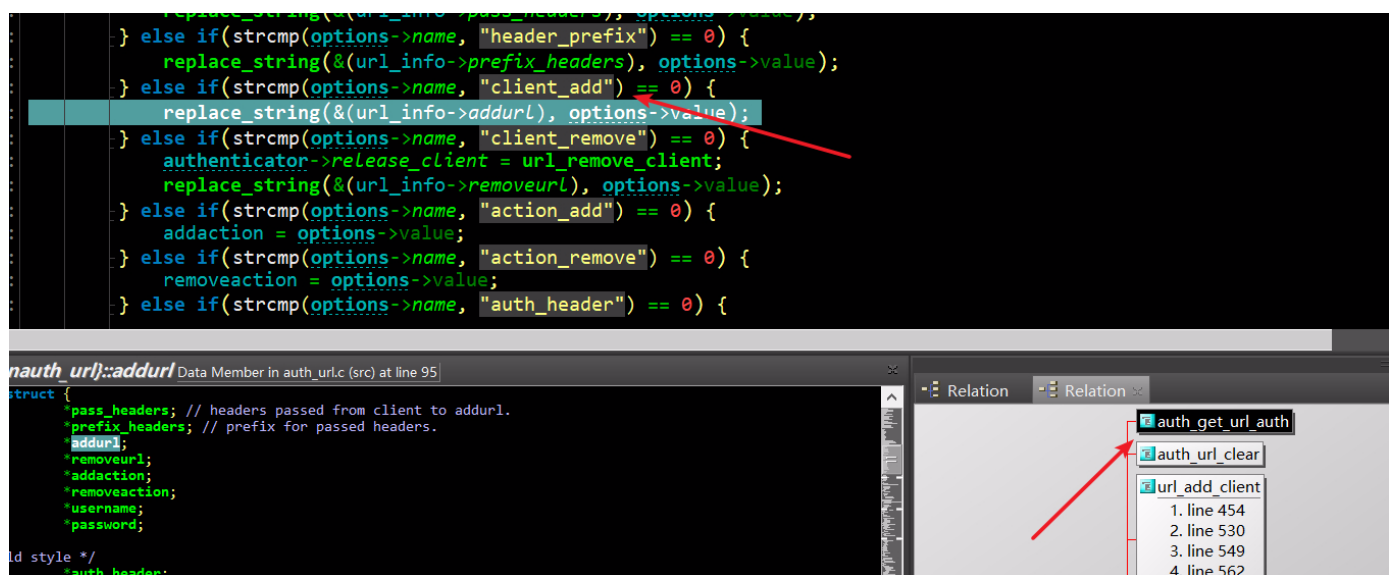 replace_string(&(url_info->pass_headers), options->value);
} else if(strcmp(options->name, "header_prefix") == 0) {
replace_string(&(url_info->prefix_headers), options->value);
} else if(strcmp(options->name, "client_add") == 0) {
replace_string(&(url_info->addurl), options->value);
} else if(strcmp(options->name, "client_remove") == 0) {
authenticator->release_client = url_remove_client;
replace_string(&(url_info->removeurl), options->value);
} else if(strcmp(options->name, "action_add") == 0) {
addaction = options->value;
} else if(strcmp(options->name, "action_remove") == 0) {
removeaction = options->value;
} else if(strcmp(options->name, "auth_header") == 0) {
nauth_url}::addurl Data Member in auth_url.c (src) at line 95
struct {
*pass_headers; // headers passed from client to addurl.
*prefix_headers; // prefix for passed headers.
*addurl;
*removeurl;
*addaction;
*removeaction;
*username;
*password;
ld style */
*auth_header;
Relation
Relation
auth_get_url_auth
auth_url_clear
url_add_client
1. line 454
2. line 530
3. line 549
4. line 562